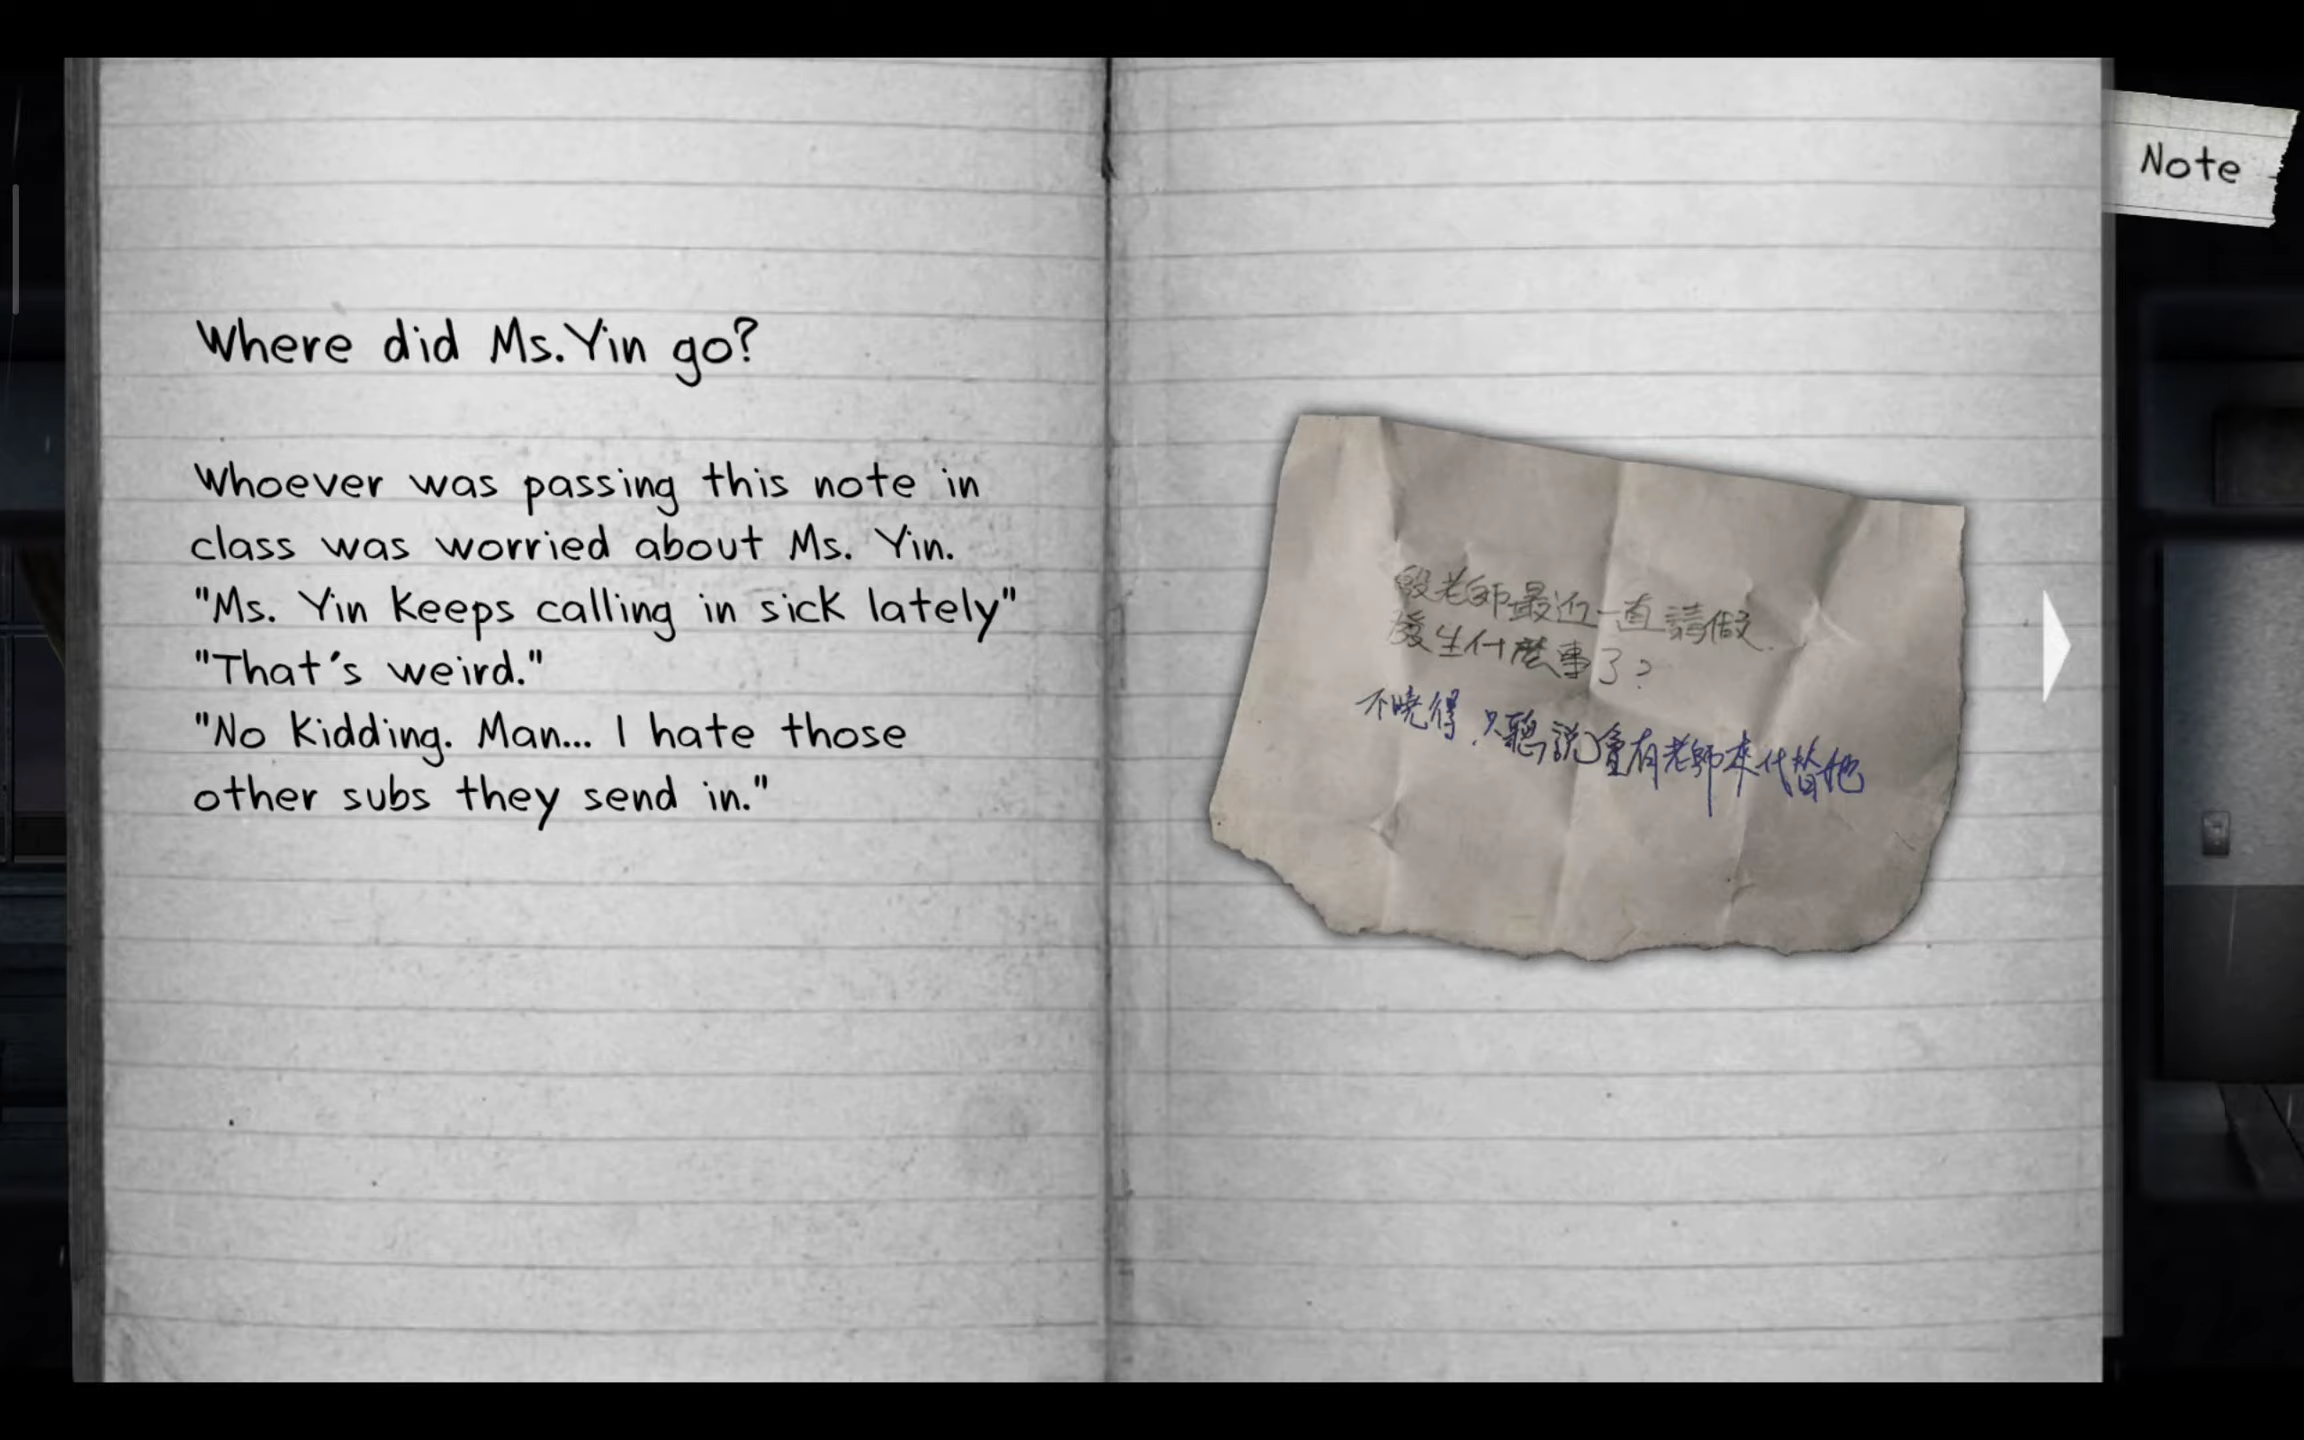 Note
Where did Ms. Yin go?
Whoever was passing this note in
class was worried about Ms. Yin.
"Ms. Yin keeps calling in sick lately"
"That's weird."
"No kidding. Man... I hate those
other subs they send in."
殷老師最近一直請假
發生什麼事了?
不曉得,只聽說會有老師來代替他